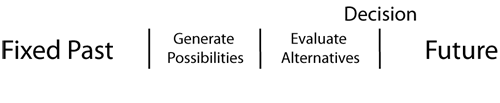 Decision
Fixed Past
Generate
Possibilities
Evaluate
Alternatives
Future